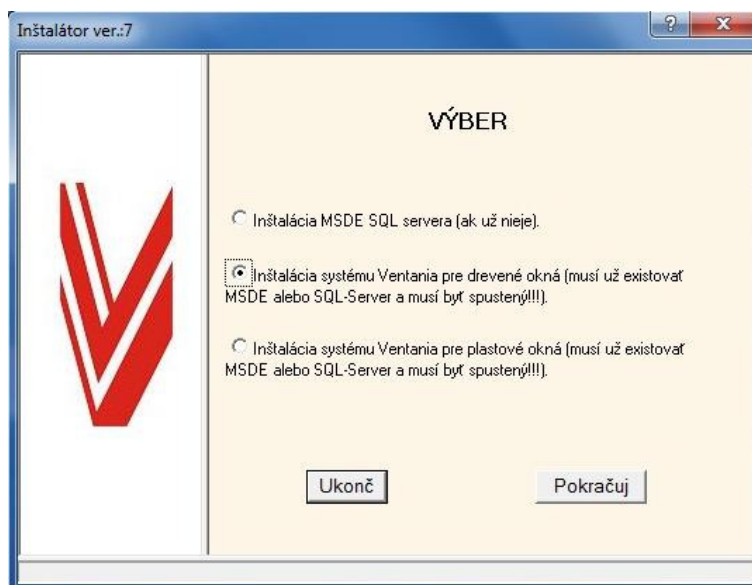 Inštalátor ver.:7
VÝBER
Inštalácia MSDE SQL servera (ak už nieje).
Inštalácia systému Ventania pre drevené okná (musí už existovať
MSDE alebo SQL-Server a musí byť spustený!!!).
Inštalácia systému Ventania pre plastové okná (musí už existovať
MSDE alebo SQL-Server a musí byť spustený!!!).
Ukonč
Pokračuj